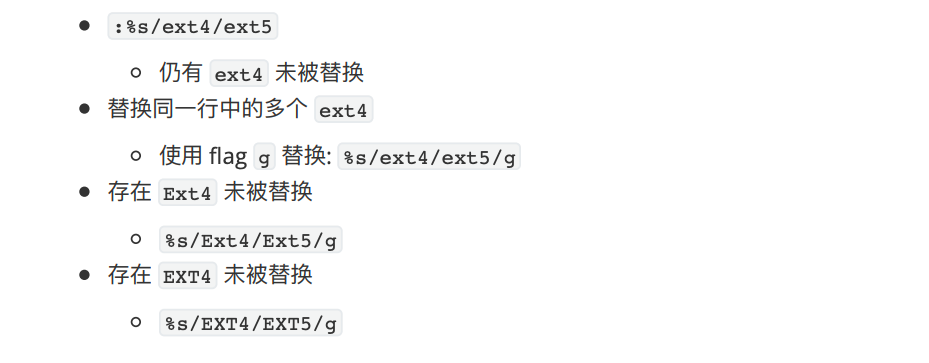 :%s/ext4/ext5
仍有 ext4 未被替换
替换同一行中的多个 ext4
使用 flag g 替换: %s/ext4/ext5/g
存在 Ext4 未被替换
%s/Ext4/Ext5/g
存在 EXT4 未被替换
%s/EXT4/EXT5/g